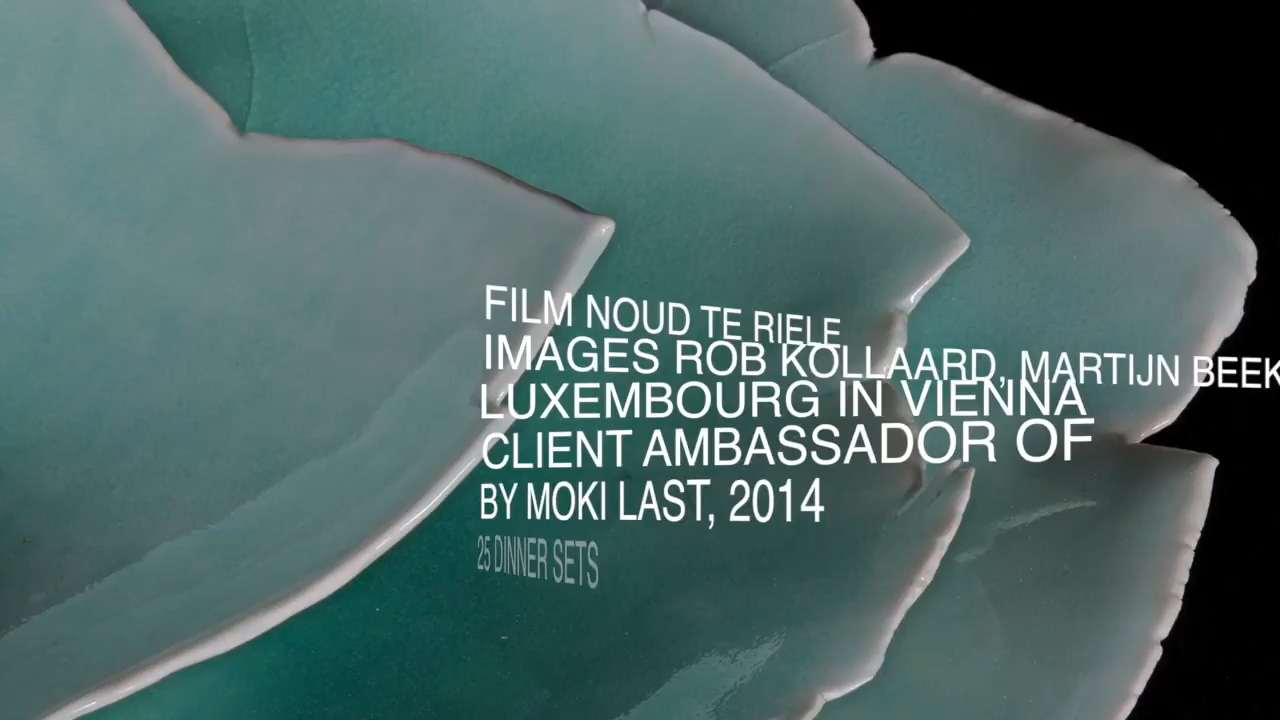 FILM NOUD TE RIELE
IMAGES ROB KOLLAARD, MARTIJN BEEK
LUXEMBOURG IN VIENNA
CLIENT AMBASSADOR OF
BY MOKI LAST, 2014
25 DINNER SETS